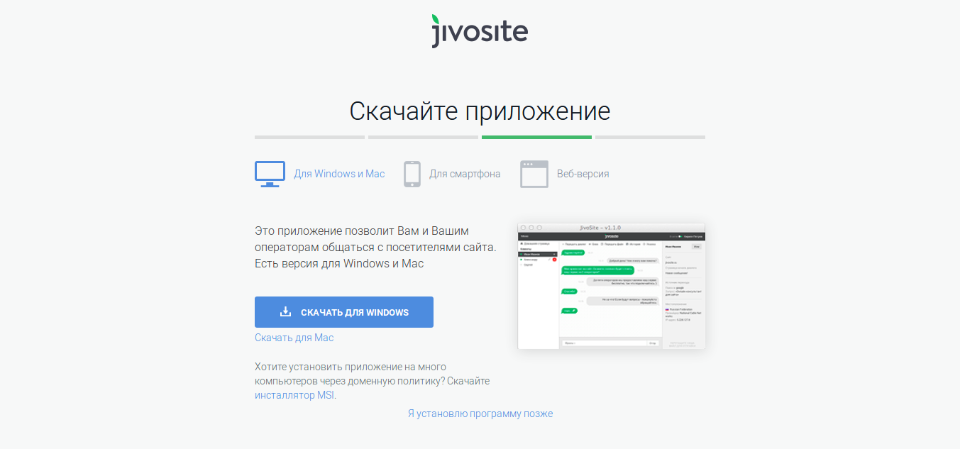 jivosite
Скачайте приложение
Для Windows и Mac
Для смартфона
Веб-версия
Это приложение позволит Вам и Вашим
операторам общаться с посетителями сайта.
Есть версия для Windows и Mac
СКАЧАТЬ ДЛЯ WINDOWS
Скачать для Mac
Хотите установить приложение на много
компьютеров через доменную политику? Скачайте
инсталлятор MSI.
Я установлю программу позже
JivoSite - v1.1.0
jivosite